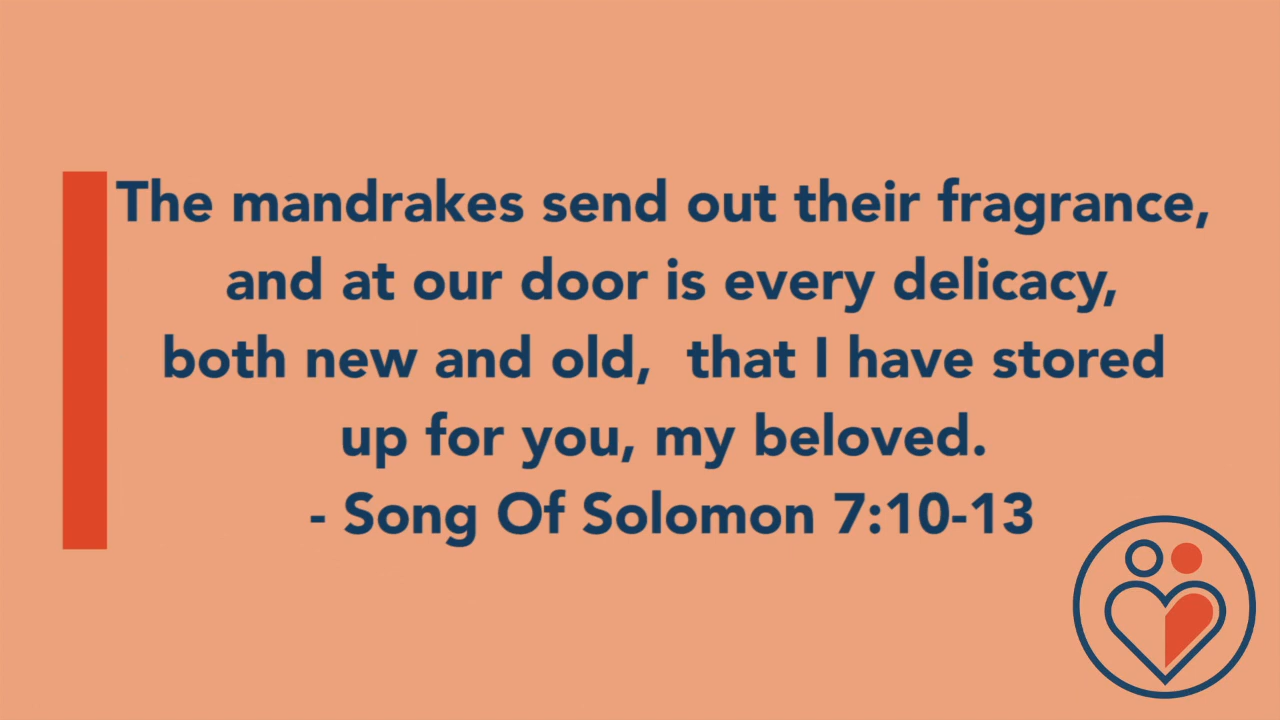 The mandrakes send out their fragrance,
and at our door is every delicacy,
both new and old,  that I have stored
up for you, my beloved.
- Song Of Solomon 7:10-13